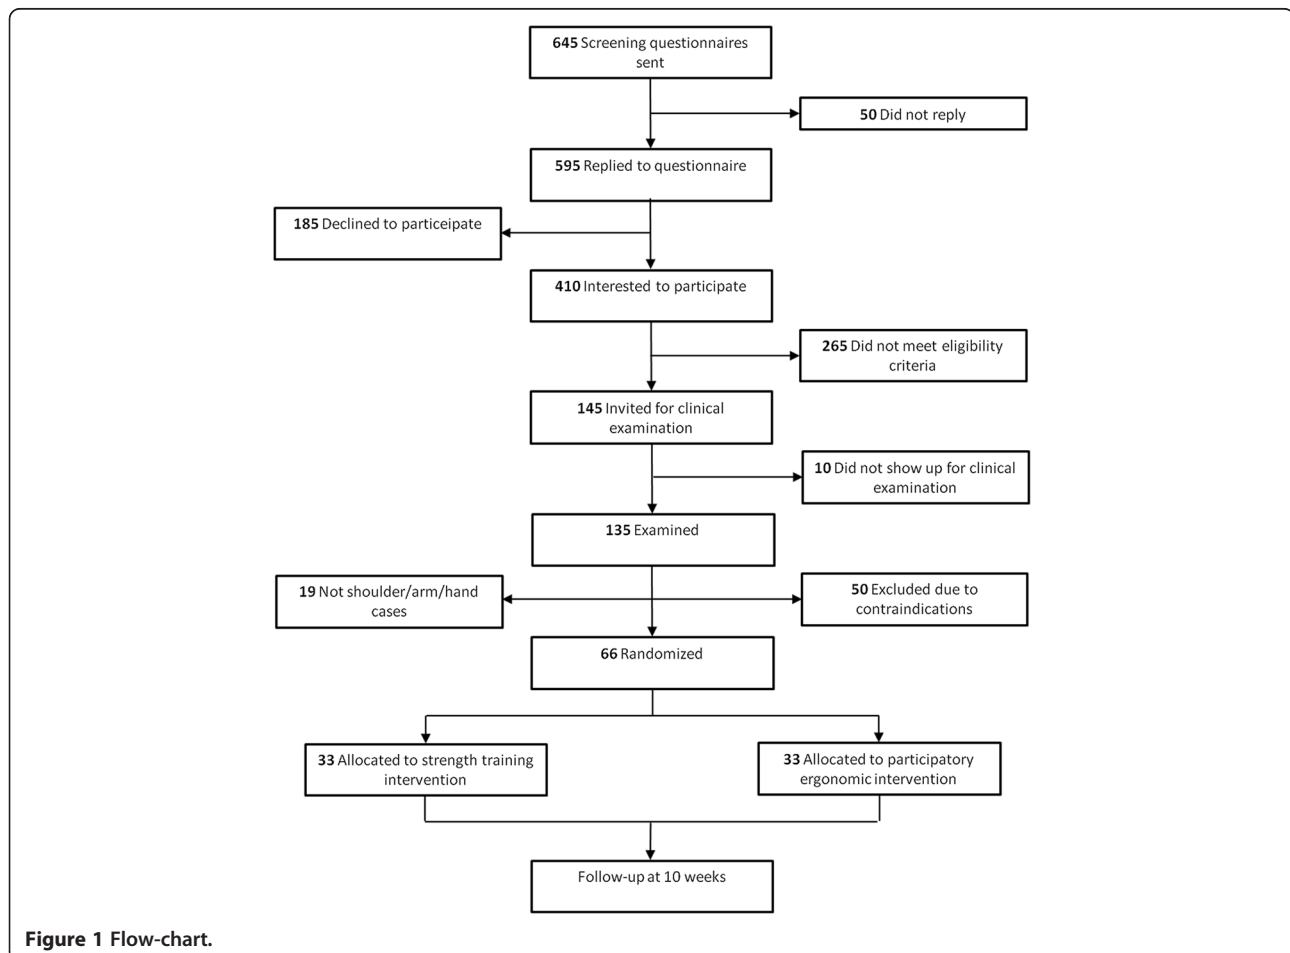 645 Screening questionnaires
sent
50 Did not reply
595 Replied to questionnaire
185 Declined to particeipate
410 Interested to participate
265 Did not meet eligibility
criteria
145 Invited for clinical
examination
10 Did not show up for clinical
examination
135 Examined
19 Not shoulder/arm/hand
cases
50 Excluded due to
contraindications
66 Randomized
33 Allocated to strength training
intervention
33 Allocated to participatory
ergonomic intervention
Follow-up at 10 weeks
Figure 1 Flow-chart.